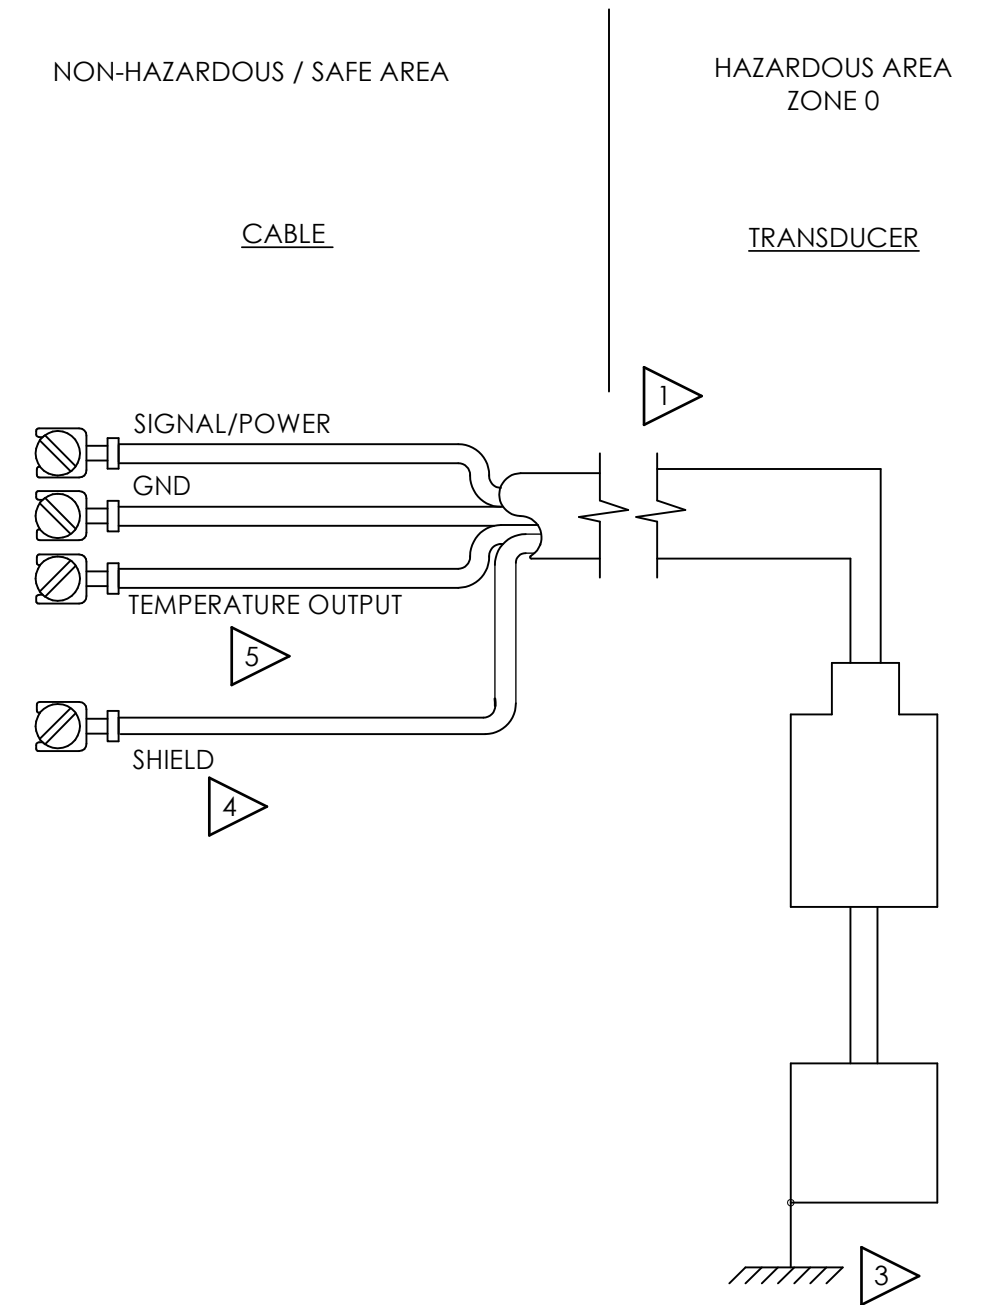 NON-HAZARDOUS / SAFE AREA
HAZARDOUS AREA
ZONE 0
CABLE
TRANSDUCER
1
SIGNAL/POWER
GND
TEMPERATURE OUTPUT
5
SHIELD
4
3